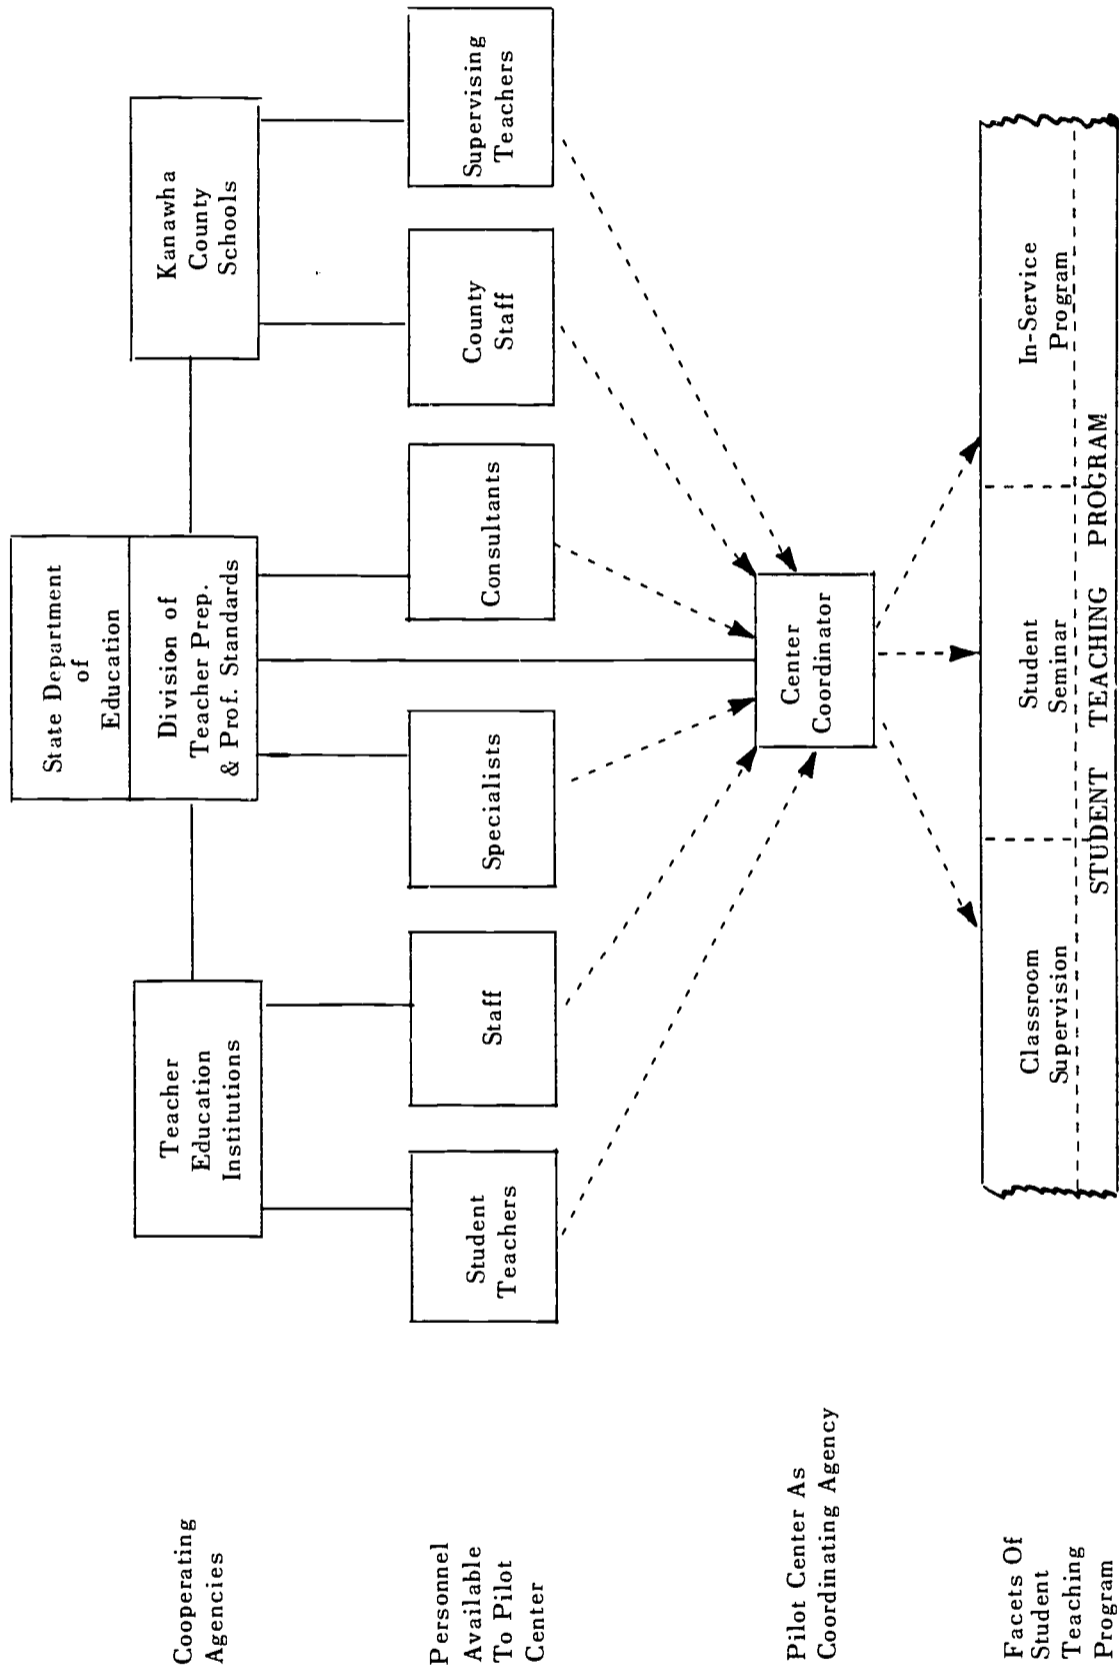 Cooperating
Agencies
State Department
of
Education
Division of
Teacher Prep.
& Prof. Standards
Teacher
Education
Institutions
Kanawha
County
Schools
Personnel
Available
To Pilot
Center
Student
Teachers
Staff
Specialists
Consultants
County
Staff
Supervising
Teachers
Pilot Center As
Coordinating Agency
Center
Coordinator
Facets Of
Student
Teaching
Program
Classroom
Supervision
Student
Seminar
In-Service
Program
STUDENT TEACHING PROGRAM